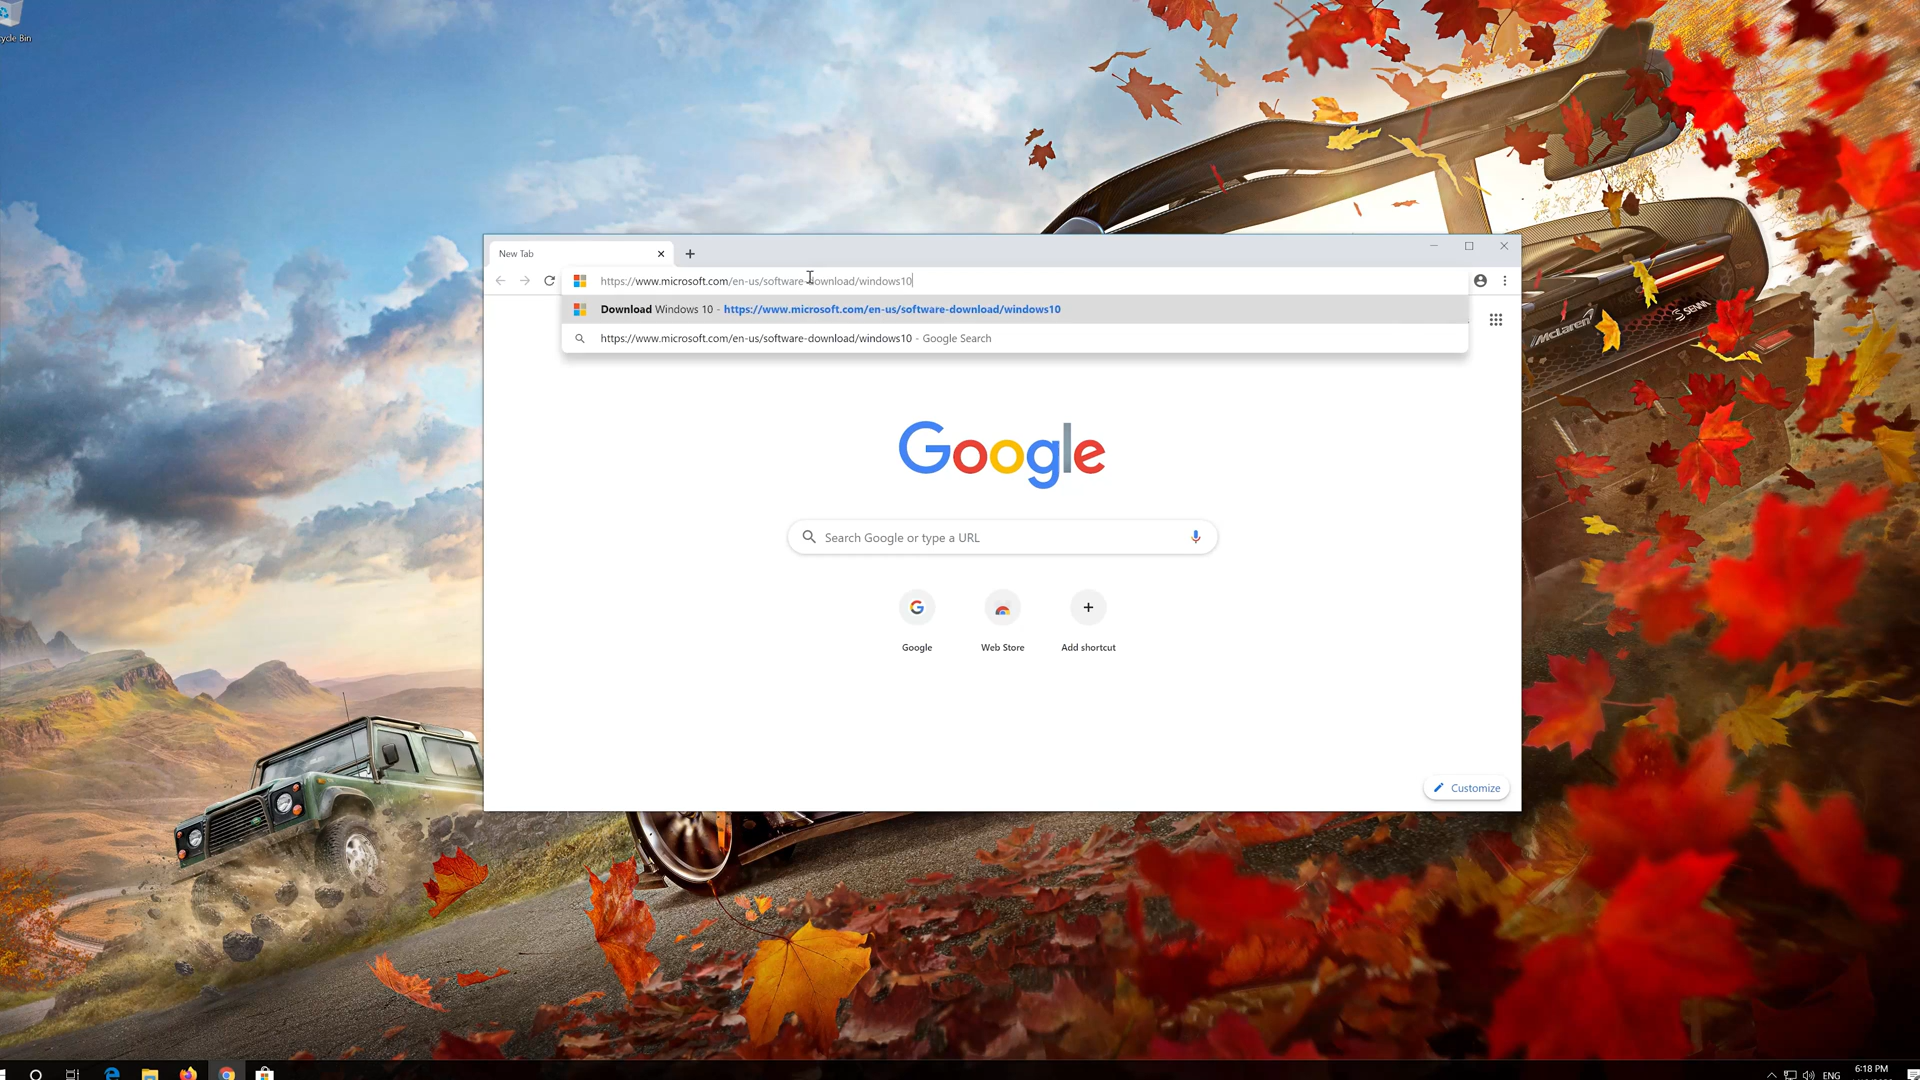 ycle Bin
New Tab
https://www.microsoft.com/en-us/software-download/windows10
Download Windows 10 - https://www.microsoft.com/en-us/software-download/windows10
https://www.microsoft.com/en-us/software-download/windows10 - Google Search
McLaren
SENNA
Google
Search Google or type a URL
Google
Web Store
Add shortcut
Customize
ENG
6:18 PM